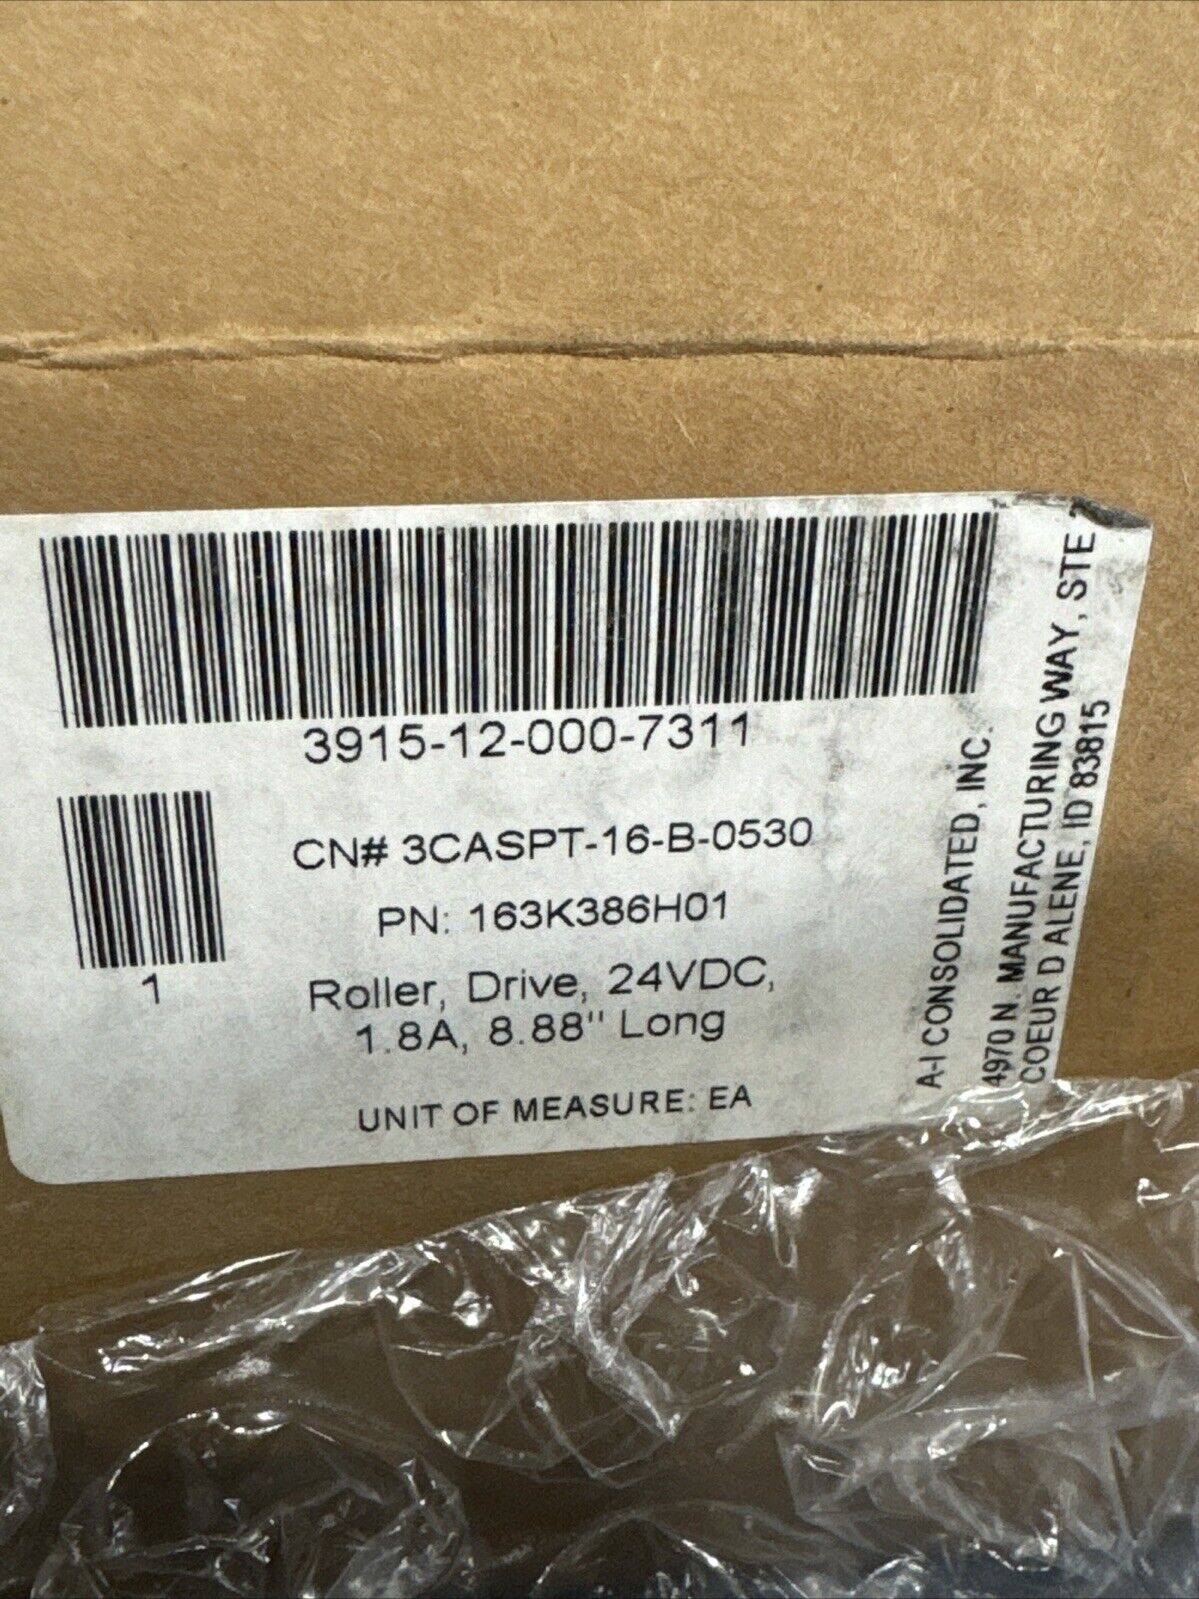 3915-12-000-7311
CN# 3CASPT-16-B-0530
PN: 163K386H01
1
Roller, Drive, 24VDC,
1.8A, 8.88" Long
UNIT OF MEASURE: EA
A-I CONSOLIDATED, INC.
4970 N. MANUFACTURING WAY, STE
COEUR D ALENE, ID 83815